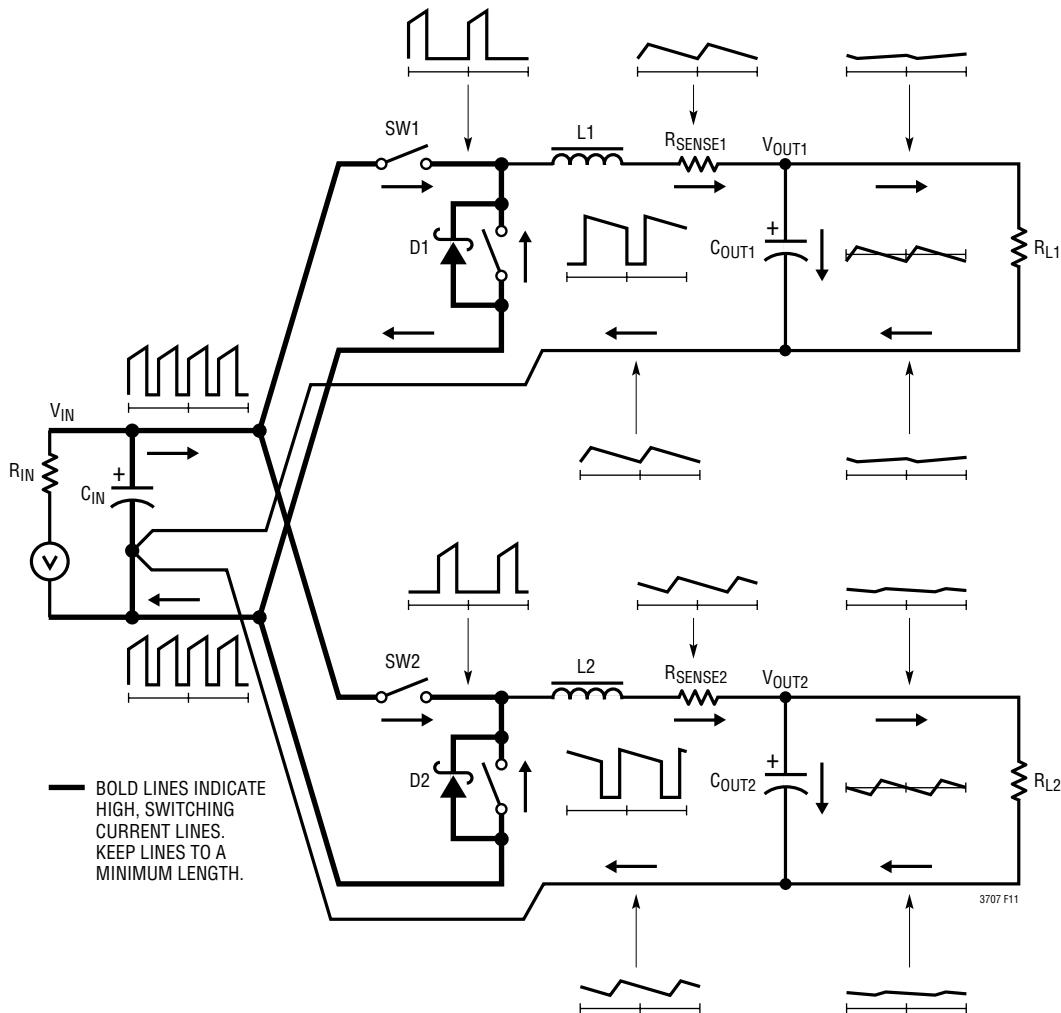 SW1
L1
RSENSE1
VOUT1
D1
COUT1
+
RL1
VIN
RIN
CIN
+
V
SW2
L2
RSENSE2
VOUT2
D2
COUT2
+
RL2
BOLD LINES INDICATE
HIGH, SWITCHING
CURRENT LINES.
KEEP LINES TO A
MINIMUM LENGTH.
3707 F11